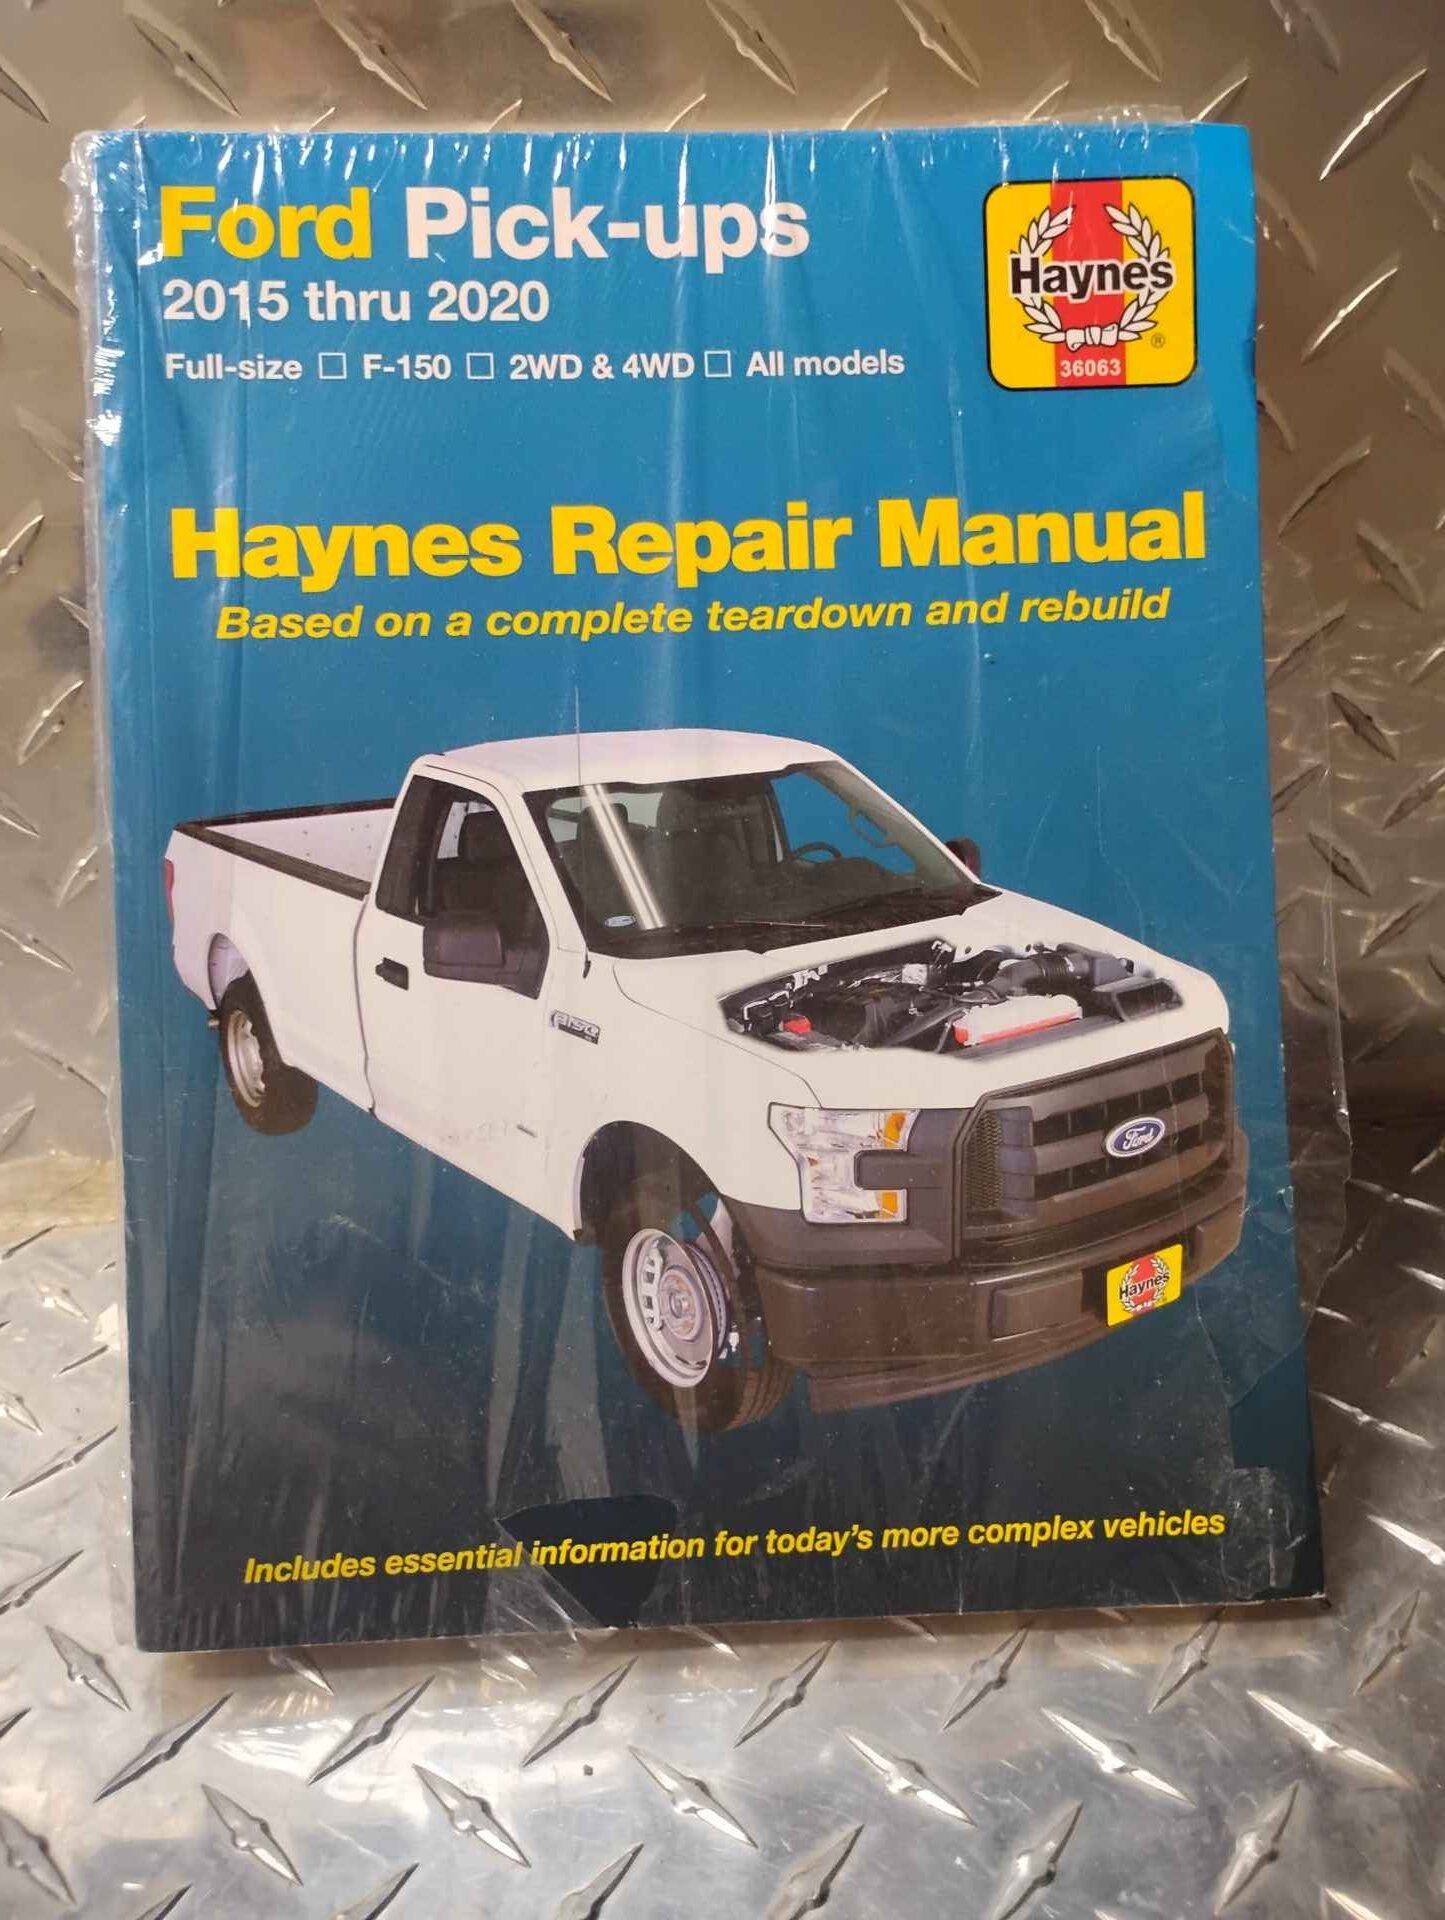 Ford Pick-ups
2015 thru 2020
Full-size □ F-150 □ 2WD & 4WD □ All models
Haynes
®
36063
Haynes Repair Manual
Based on a complete teardown and rebuild
F-150
Ford
Haynes
Includes essential information for today's more complex vehicles